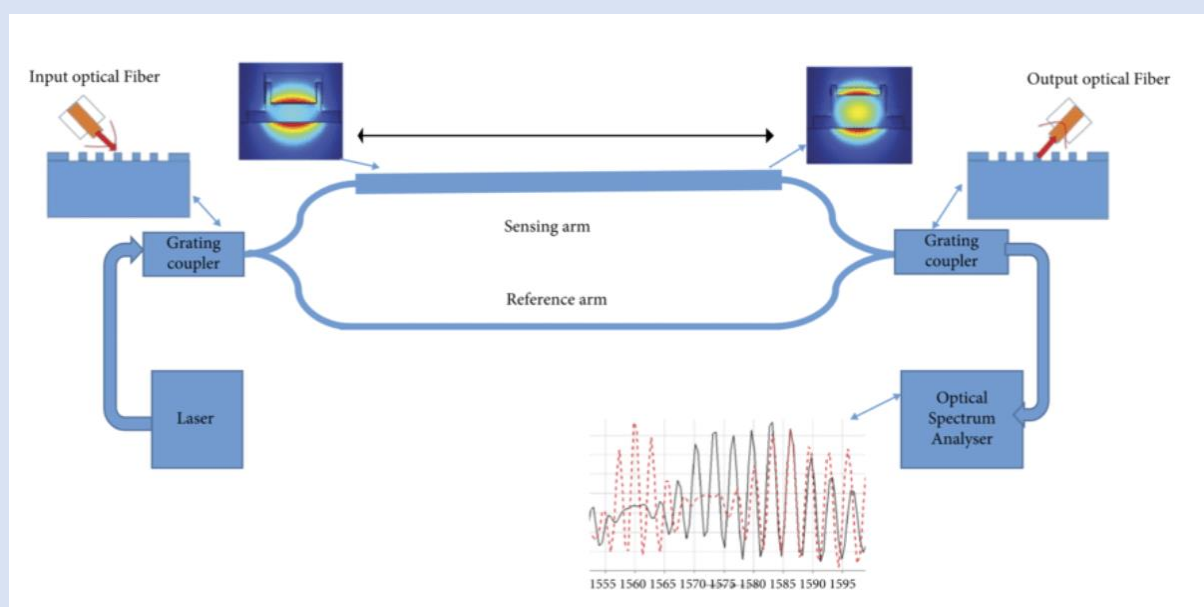 Input optical Fiber
Output optical Fiber
Grating
coupler
Sensing arm
Grating
coupler
Reference arm
Laser
Optical
Spectrum
Analyser
1555 1560 1565 1570 1575 1580 1585 1590 1595